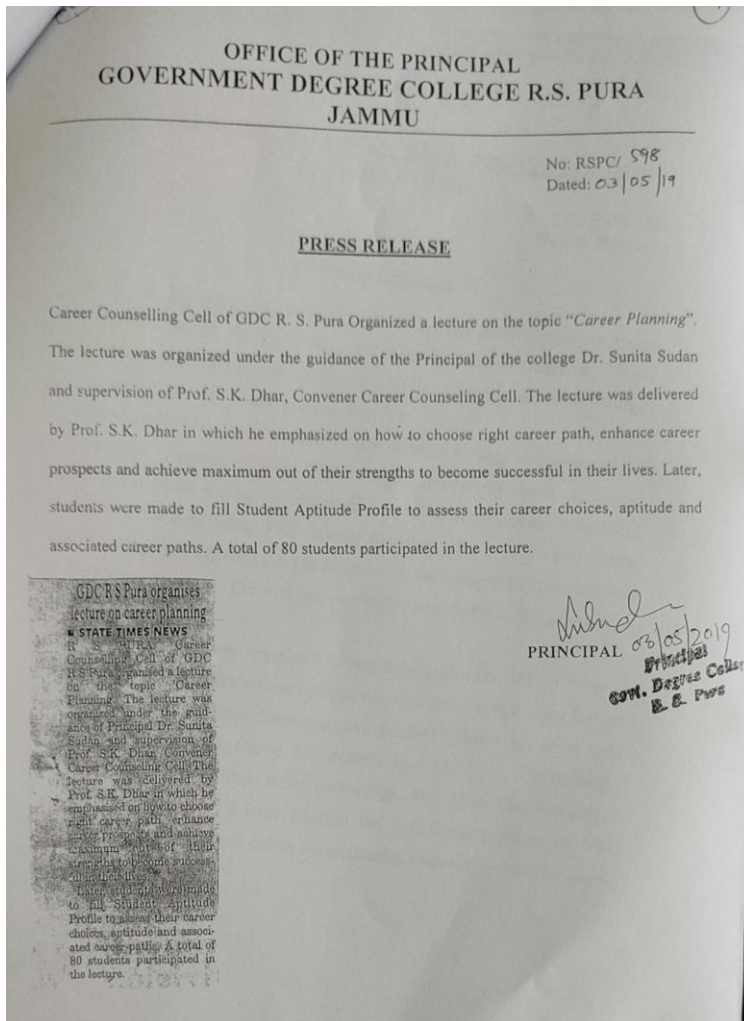 OFFICE OF THE PRINCIPAL
GOVERNMENT DEGREE COLLEGE R.S. PURA
JAMMU
No: RSPC/ 598
Dated: 03/05/19
PRESS RELEASE
Career Counselling Cell of GDC R. S. Pura Organized a lecture on the topic "Career Planning".
The lecture was organized under the guidance of the Principal of the college Dr. Sunita Sudan
and supervision of Prof. S.K. Dhar, Convener Career Counseling Cell. The lecture was delivered
by Prof. S.K. Dhar in which he emphasized on how to choose right career path, enhance career
prospects and achieve maximum out of their strengths to become successful in their lives. Later,
students were made to fill Student Aptitude Profile to assess their career choices, aptitude and
associated career paths. A total of 80 students participated in the lecture.
PRINCIPAL 03/05/2019
Principal
Govt. Degree Colle
R. S. Pura
GDC R S Pura organises
lecture on career planning
STATE TIMES NEWS
R S PURA: Career
Counselling Cell of GDC
R.S Pura organised a lecture
on the topic 'Career
Planning'. The lecture was
organized under the guid-
ance of Principal Dr. Sunita
Sudan and supervision of
Prof. S.K. Dhar, Convener
Career Counseling Cell. The
lecture was delivered by
Prof. S.K. Dhar in which he
emphasised on how to choose
right career path, enhance
career prospects and achieve
maximum out of their
strengths to become success-
ful in their lives.
Later, students were made
to fill Student Aptitude
Profile to assess their career
choices, aptitude and associ-
ated career paths. A total of
80 students participated in
the lecture.